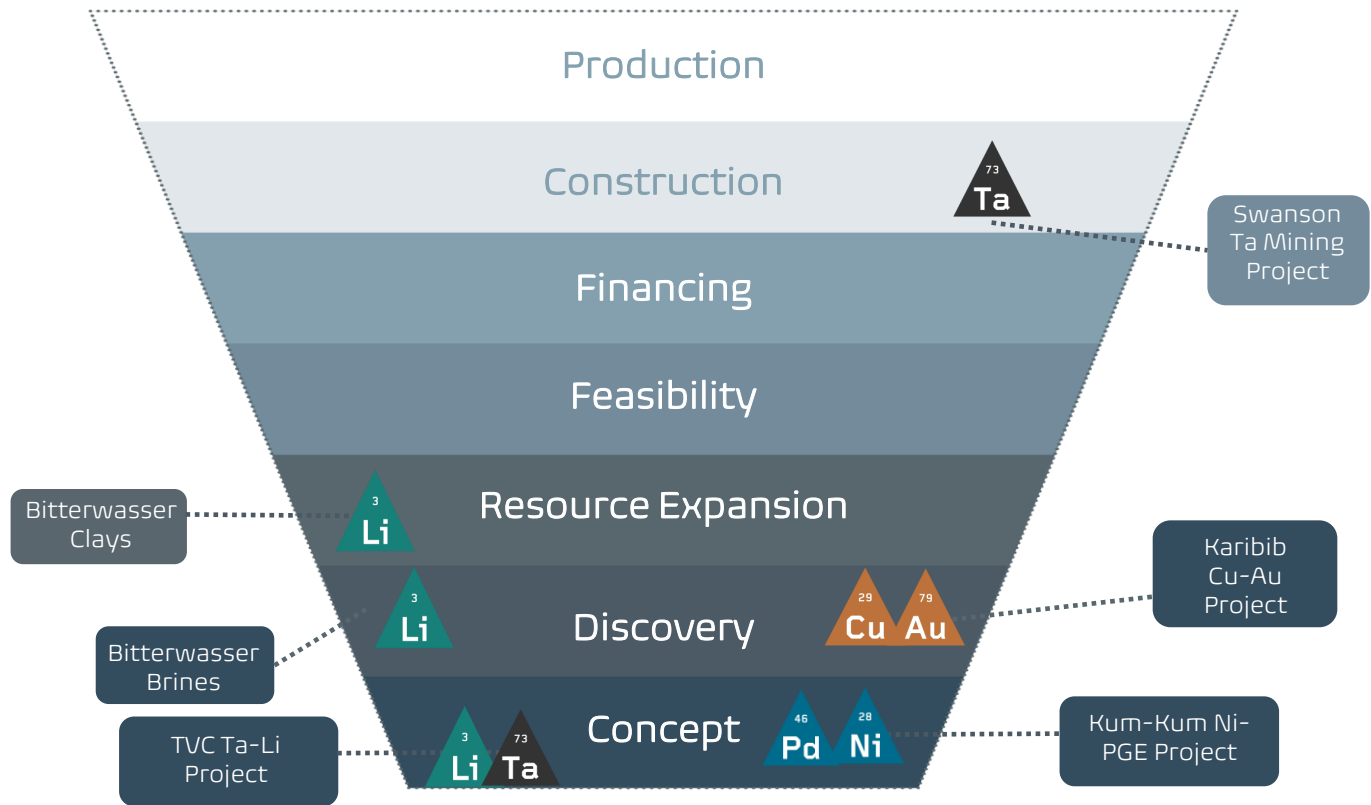 Production
Construction
73
Ta
Swanson
Ta Mining
Project
Financing
Feasibility
Resource Expansion
3
Li
Bitterwasser
Clays
Discovery
3
Li
Bitterwasser
Brines
29
Cu
79
Au
Karibib
Cu-Au
Project
Concept
3
Li
73
Ta
TVC Ta-Li
Project
46
Pd
28
Ni
Kum-Kum Ni-
PGE Project